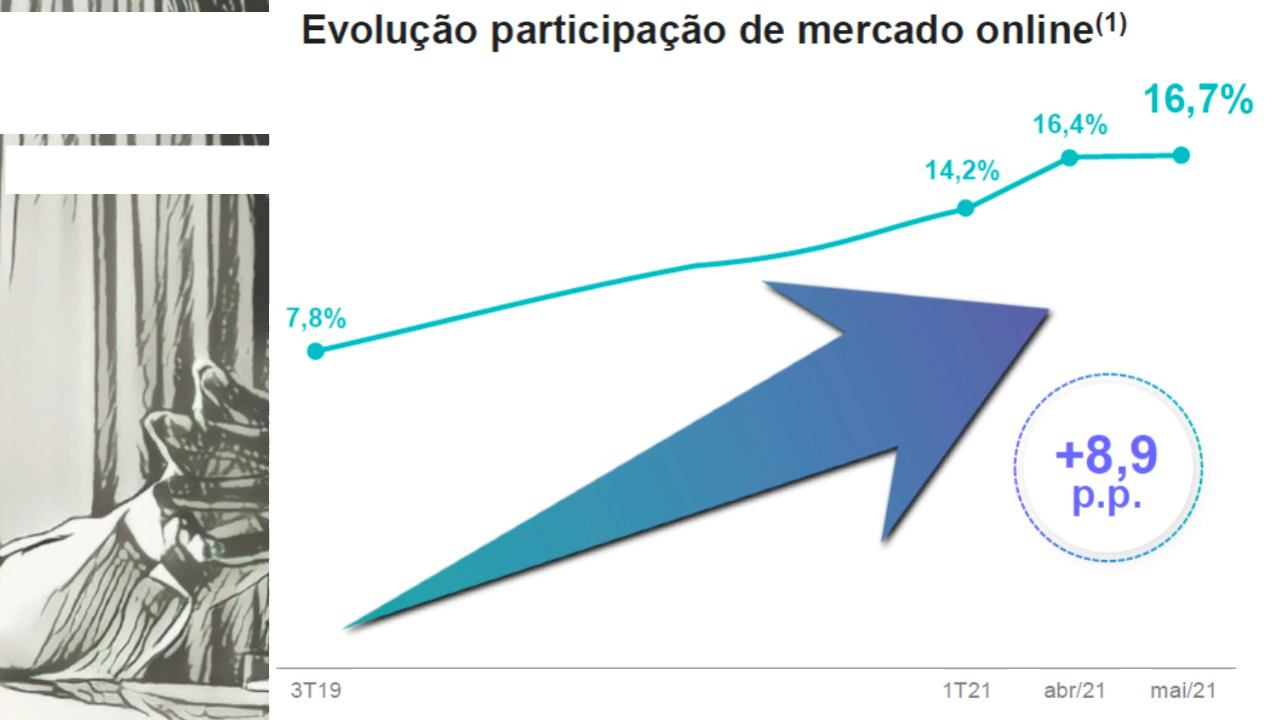 Evolução participação de mercado online(1)
16,7%
16,4%
14,2%
7,8%
+8,9
p.p.
3T19 1T21 abr/21 mai/21